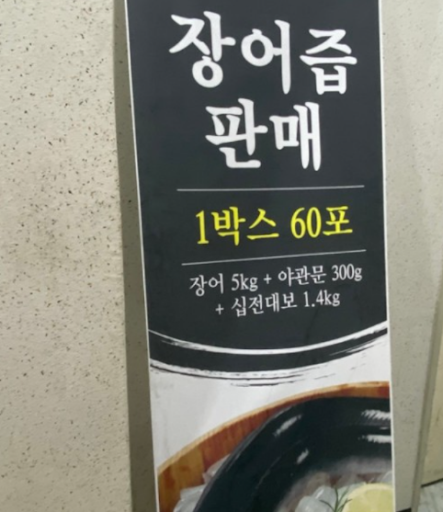 장어즙
판매
1박스 60포
장어 5kg + 야관문 300g
+ 십전대보 1.4kg